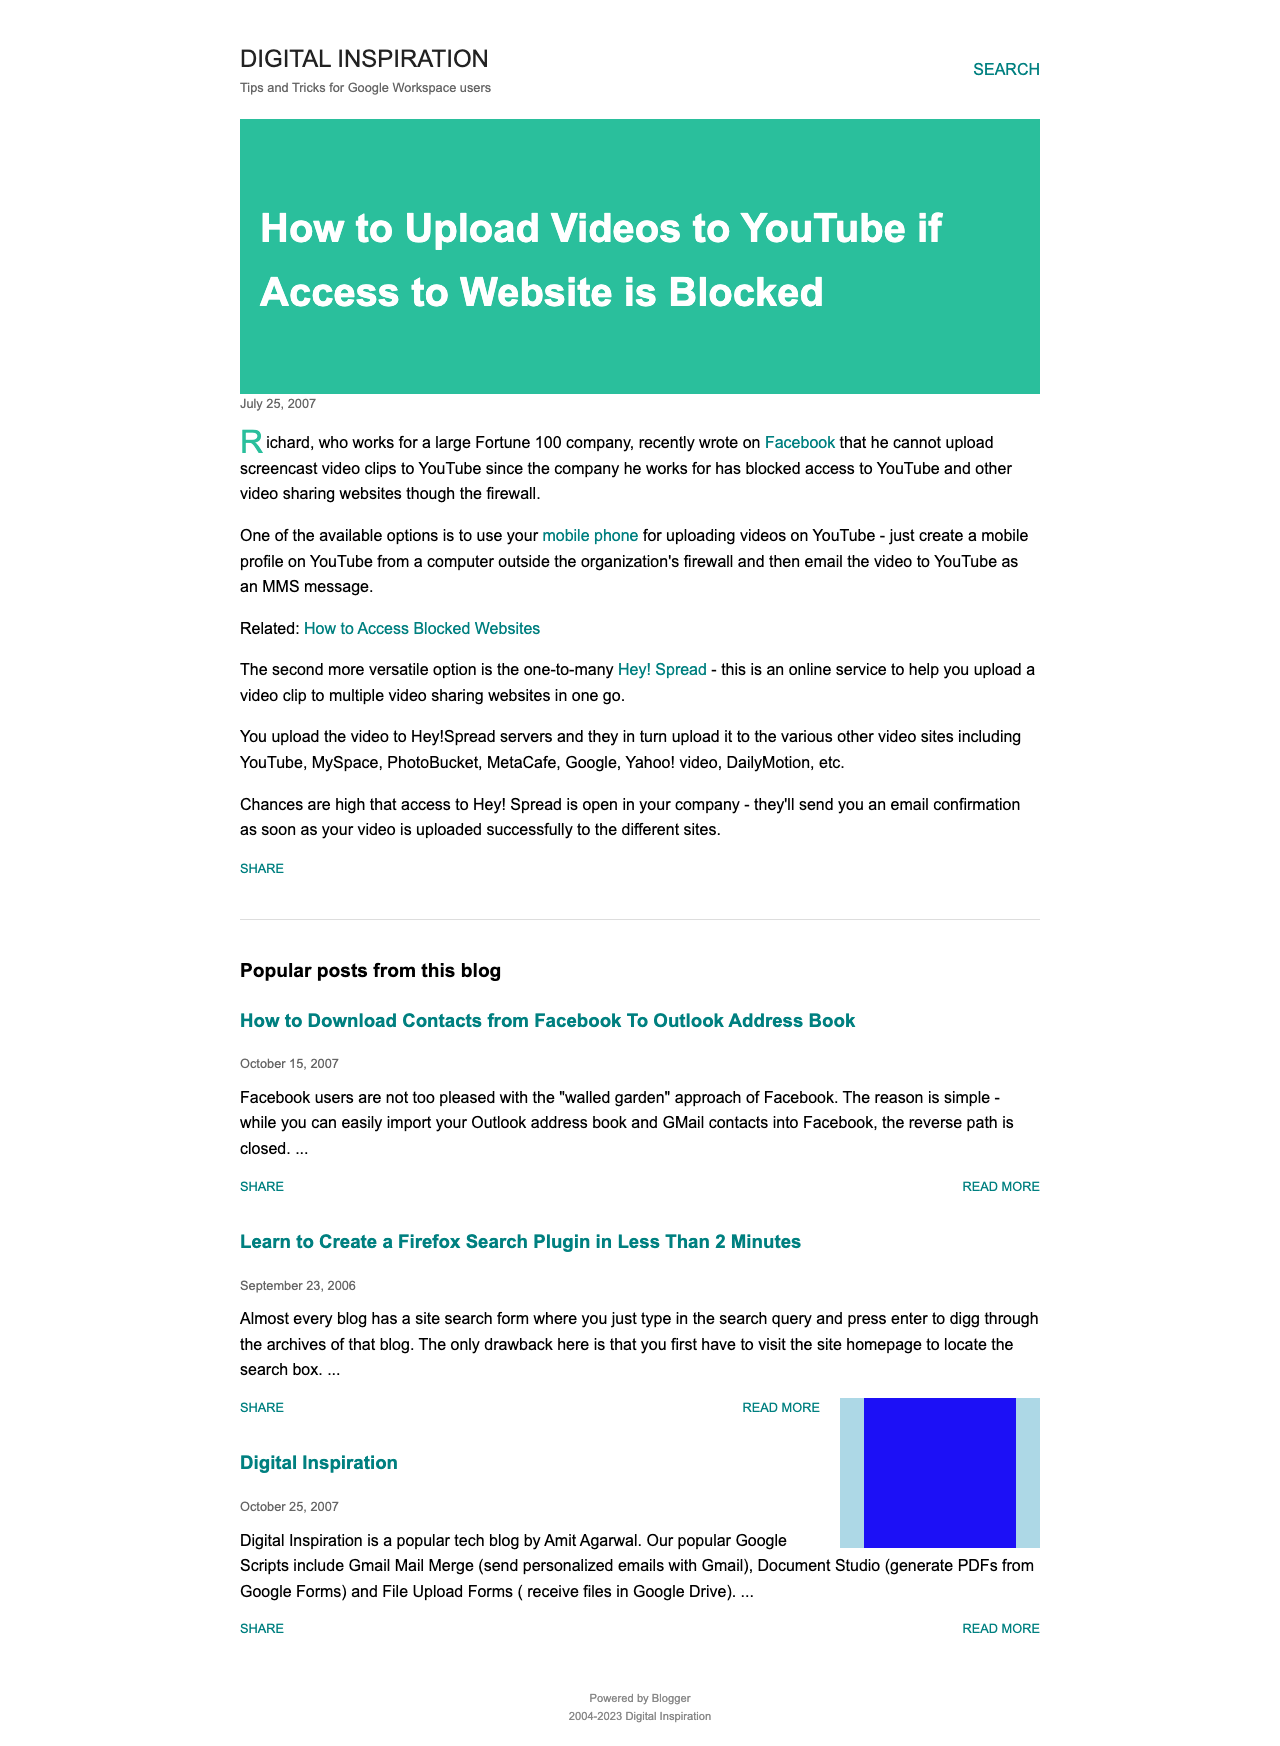 DIGITAL INSPIRATION
Tips and Tricks for Google Workspace users
SEARCH
How to Upload Videos to YouTube if
Access to Website is Blocked
July 25, 2007
Richard, who works for a large Fortune 100 company, recently wrote on Facebook that he cannot upload
screencast video clips to YouTube since the company he works for has blocked access to YouTube and other
video sharing websites though the firewall.
One of the available options is to use your mobile phone for uploading videos on YouTube - just create a mobile
profile on YouTube from a computer outside the organization's firewall and then email the video to YouTube as
an MMS message.
Related: How to Access Blocked Websites
The second more versatile option is the one-to-many Hey! Spread - this is an online service to help you upload a
video clip to multiple video sharing websites in one go.
You upload the video to Hey!Spread servers and they in turn upload it to the various other video sites including
YouTube, MySpace, PhotoBucket, MetaCafe, Google, Yahoo! video, DailyMotion, etc.
Chances are high that access to Hey! Spread is open in your company - they'll send you an email confirmation
as soon as your video is uploaded successfully to the different sites.
SHARE
Popular posts from this blog
How to Download Contacts from Facebook To Outlook Address Book
October 15, 2007
Facebook users are not too pleased with the "walled garden" approach of Facebook. The reason is simple -
while you can easily import your Outlook address book and GMail contacts into Facebook, the reverse path is
closed. ...
SHARE READ MORE
Learn to Create a Firefox Search Plugin in Less Than 2 Minutes
September 23, 2006
Almost every blog has a site search form where you just type in the search query and press enter to digg through
the archives of that blog. The only drawback here is that you first have to visit the site homepage to locate the
search box. ...
SHARE READ MORE
Digital Inspiration
October 25, 2007
Digital Inspiration is a popular tech blog by Amit Agarwal. Our popular Google
Scripts include Gmail Mail Merge (send personalized emails with Gmail), Document Studio (generate PDFs from
Google Forms) and File Upload Forms ( receive files in Google Drive). ...
SHARE READ MORE
Powered by Blogger
2004-2023 Digital Inspiration